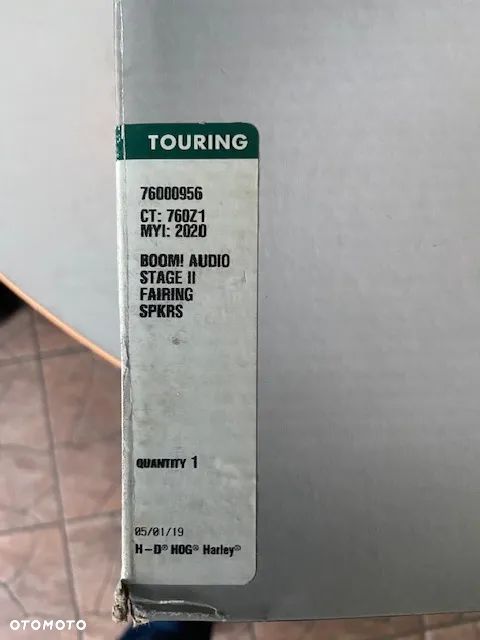 TOURING
76000956
CT: 760Z1
MYI: 2020
BOOM! AUDIO
STAGE II
FAIRING
SPKRS
QUANTITY 1
05/01/19
H-D® HOG® Harley®
OTOMOTO